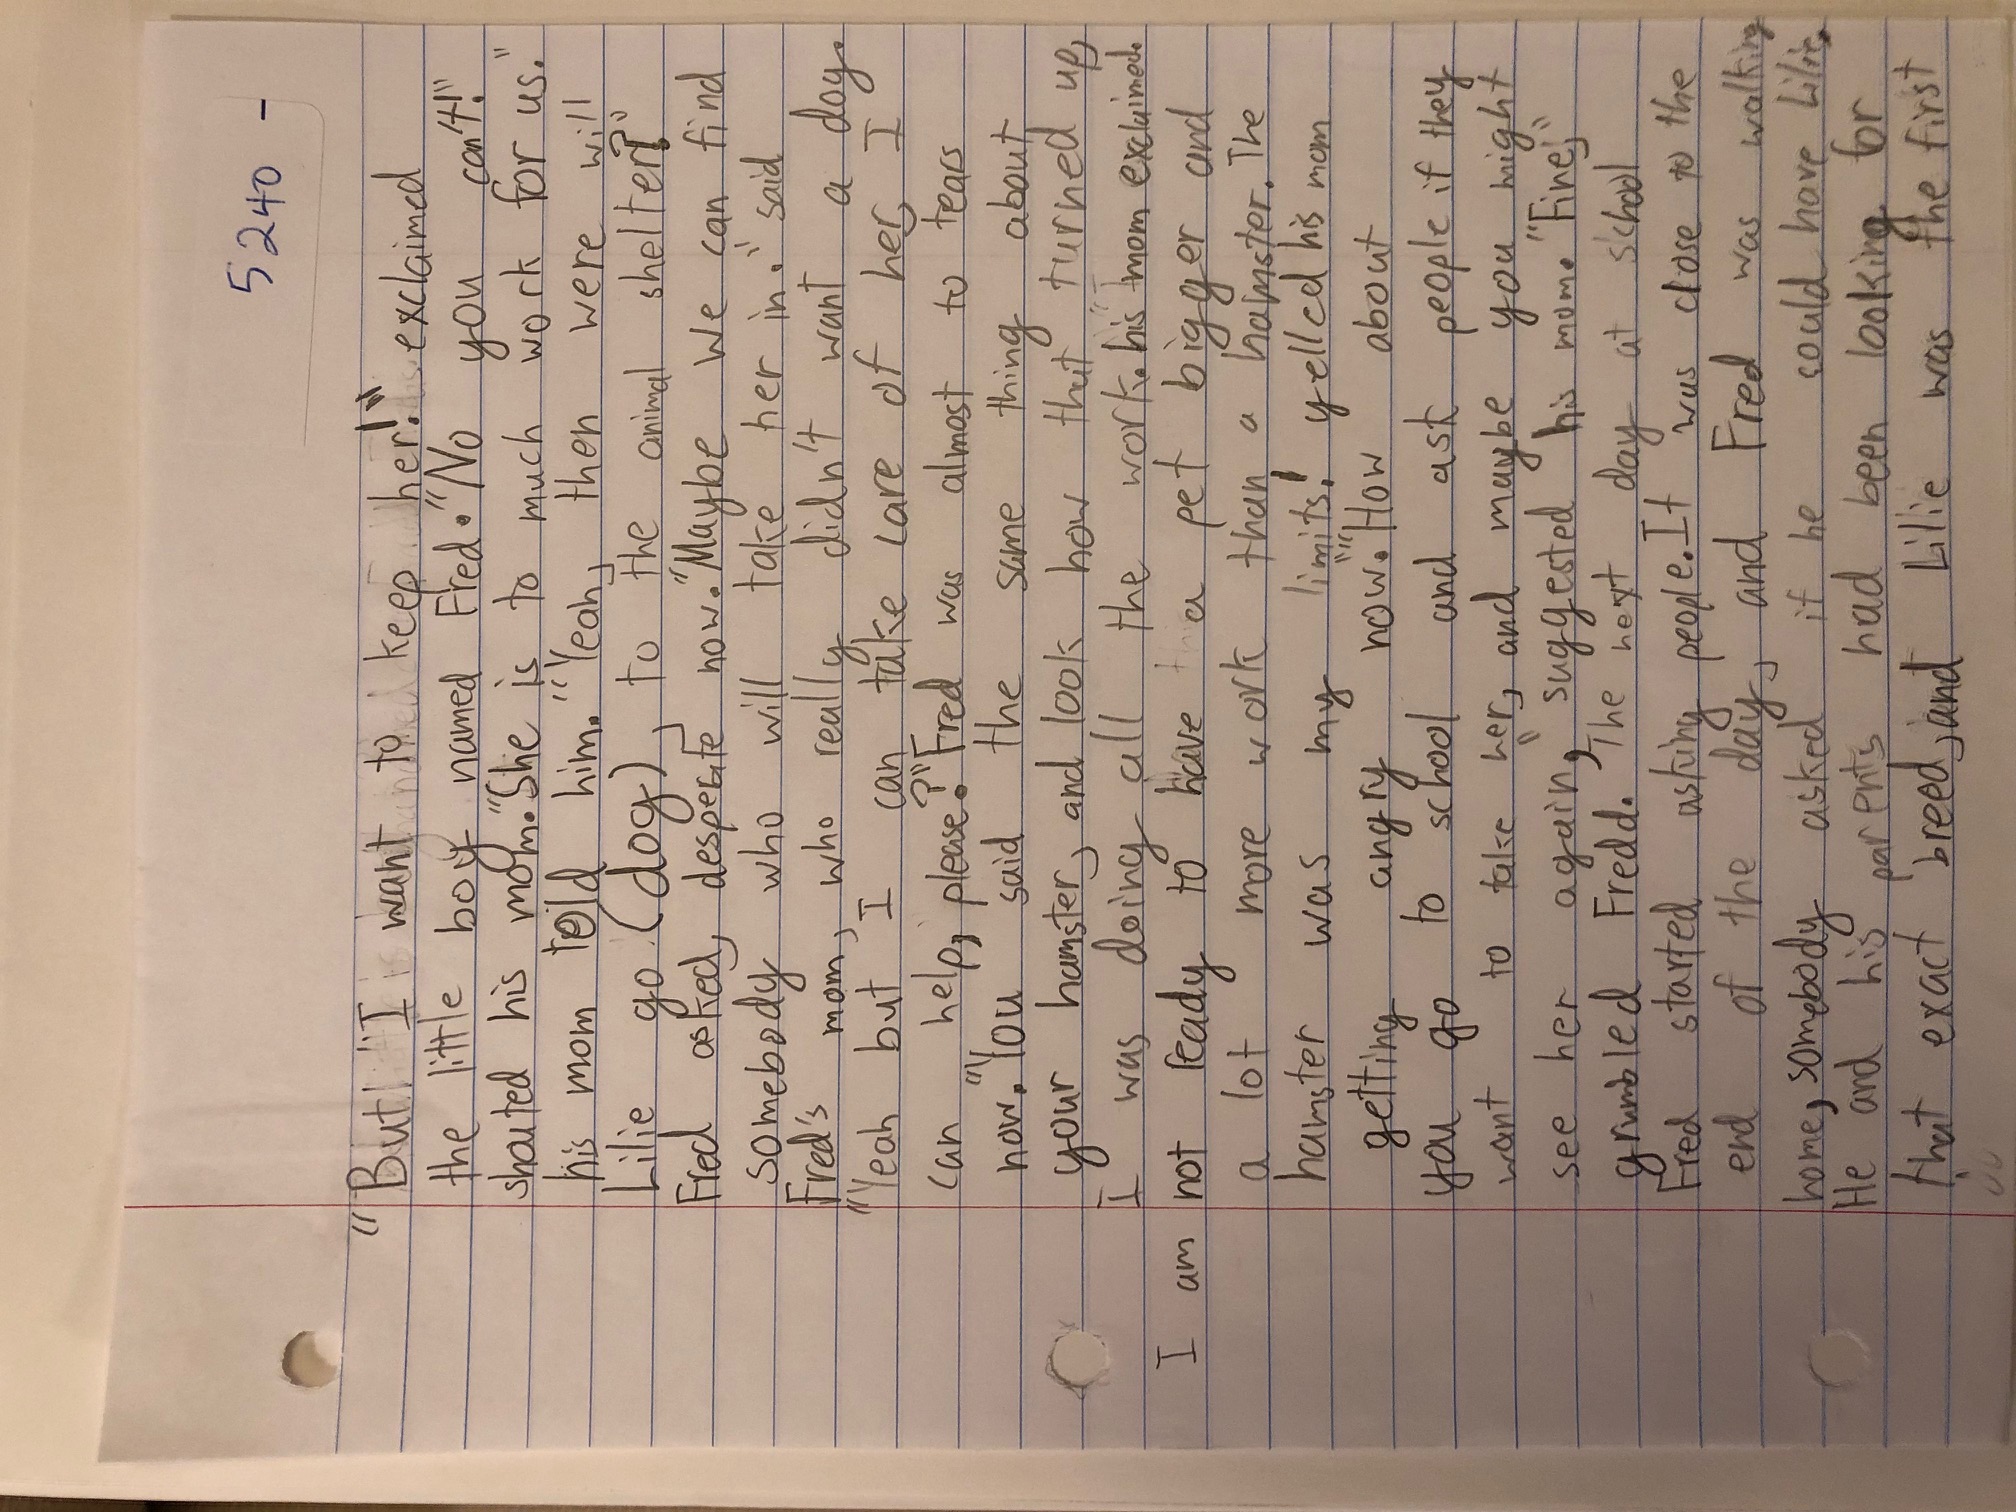 5240 -
"But! "I want to keep her!" exclaimed
the little boy named Fred. "No you can't!"
shouted his mom. "She is to much work for us."
his mom told him. "Yeah, then were will
Lilie go (dog), to the animal shelter?"
Fred asked, desperate now. "Maybe we can find
somebody who will take her in." said
Fred's mom, who really didn't want a dog.
"Yeah but I can take care of her, I
can help, please?" Fred was almost to tears
now. "You said the same thing about
your hamster, and look how that turned up,
I was doing all the work. his "mom exclaimed.
I am not ready to have a pet bigger and
a lot more work than a hamster. The
hamster was my limits! yelled his mom
getting angry now.""How about
you go to school and ask people if they
want to take her, and maybe you might
see her again," suggested his mom. "Fine,"
grumbled Fredd. The next day at school
Fred started asking people. It was close to the
end of the day, and Fred was walking
home, somebody asked if he could have Lilie.
He and his parents had been looking for
that exact breed, and Lilie was the first